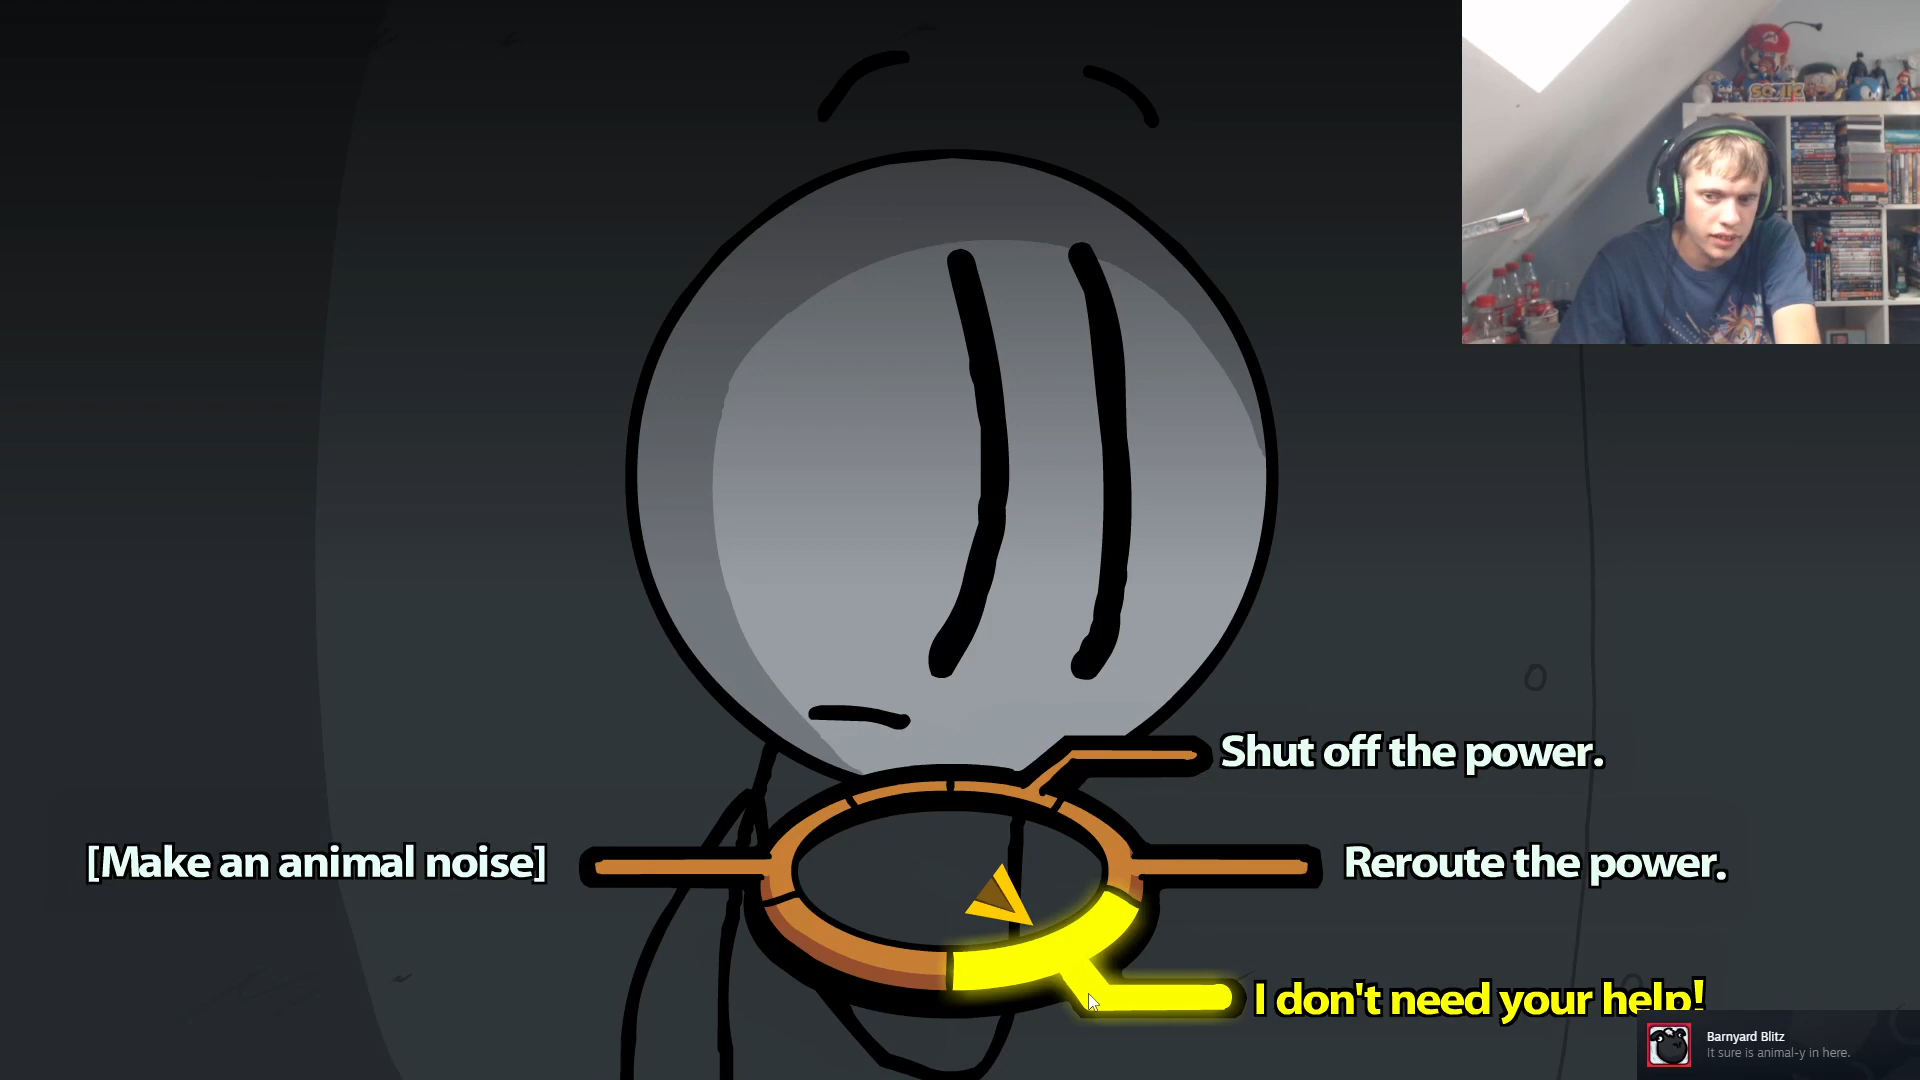 SONIC
Shut off the power.
[Make an animal noise]
Reroute the power.
I don't need your help!
Barnyard Blitz
It sure is animal-y in here.